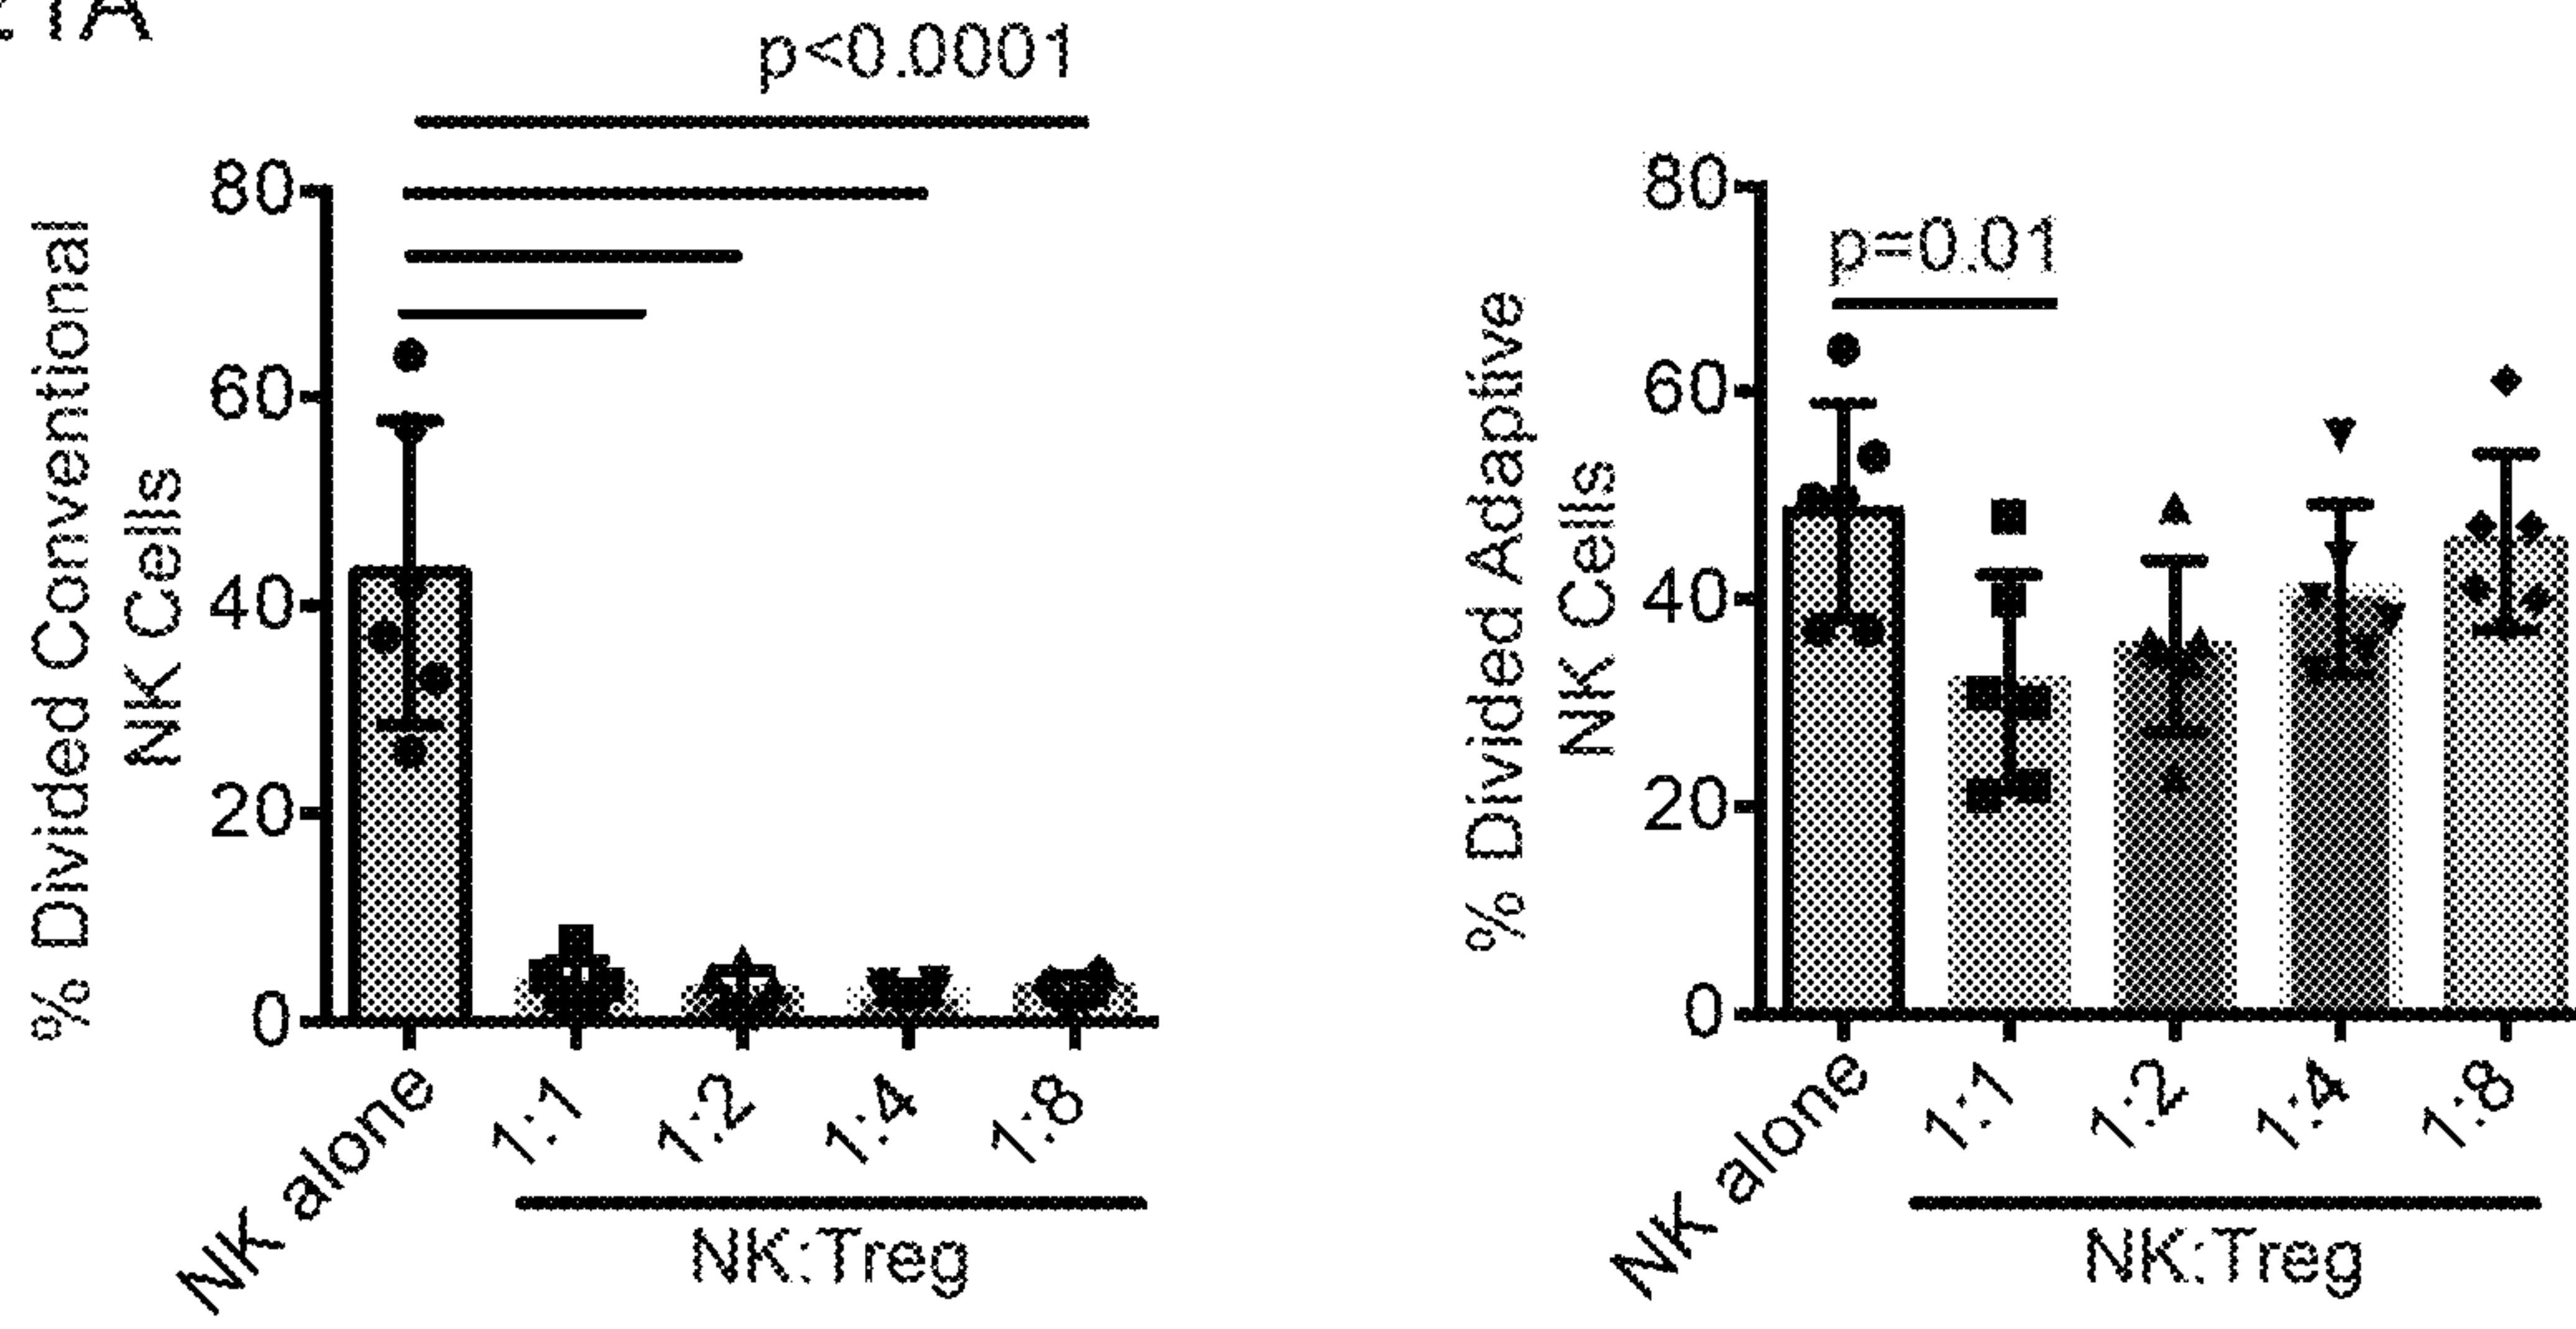 p<0.0001
% Divided Conventional
NK Cells
80
60
40
20
0
NK alone
1:1
1:2
1:4
1:8
NK:Treg
p=0.01
% Divided Adaptive
NK Cells
80
60
40
20
0
NK alone
1:1
1:2
1:4
1:8
NK:Treg